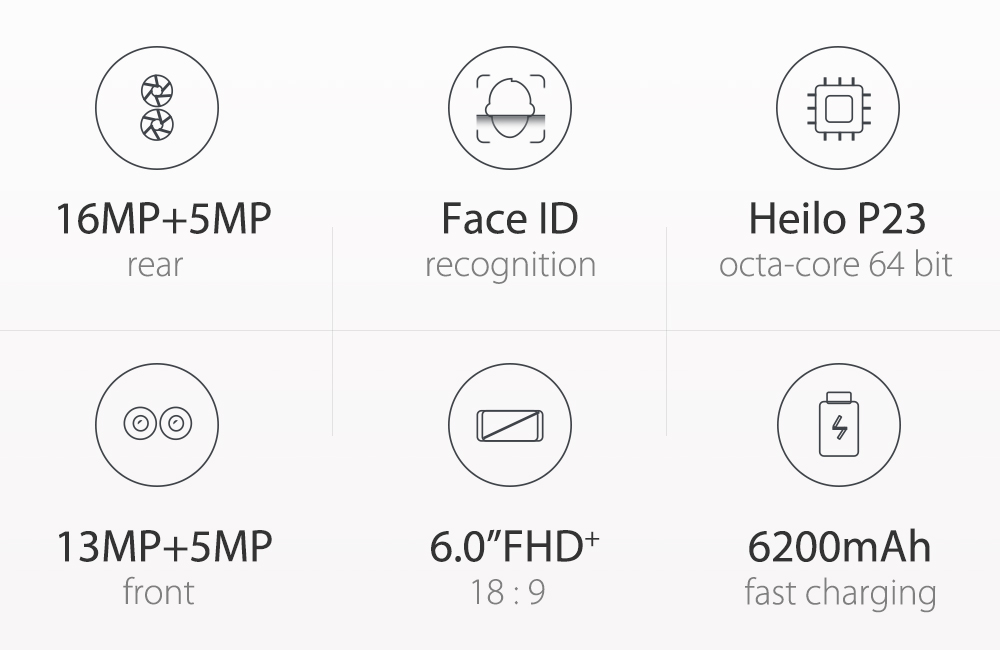 16MP+5MP
rear
Face ID
recognition
Heilo P23
octa-core 64 bit
13MP+5MP
front
6.0”FHD⁺
18 : 9
6200mAh
fast charging